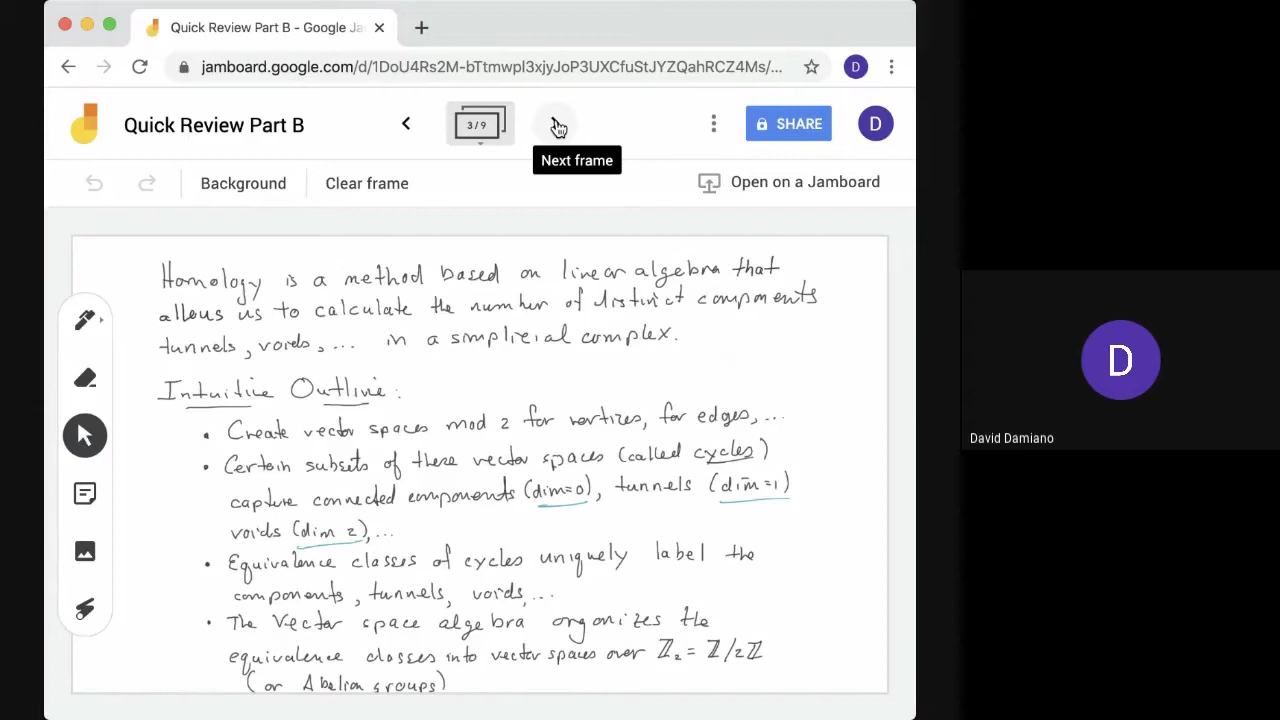 Quick Review Part B - Google Ja
jamboard.google.com/d/1DoU4Rs2M-bTtmwpl3xjyJoP3UXCfuStJYZQahRCZ4Ms/...
D
Quick Review Part B
3/9
SHARE
D
Next frame
Background
Clear frame
Open on a Jamboard
Homology is a method based on linear algebra that
allows us to calculate the number of distinct components
tunnels, voids, ... in a simplicial complex.
Intuitive Outline:
• Create vector spaces mod 2 for vertizes, for edges, ...
• Certain subsets of these vector spaces (called cycles)
capture connected components (dim=0), tunnels (dim=1)
voids (dim 2), ...
• Equivalence classes of cycles uniquely label the
components, tunnels, voids, ...
• The vector space algebra organizes the
equivalence classes into vector spaces over ℤ₂ = ℤ/2ℤ
(or Abelian groups)
D
David Damiano